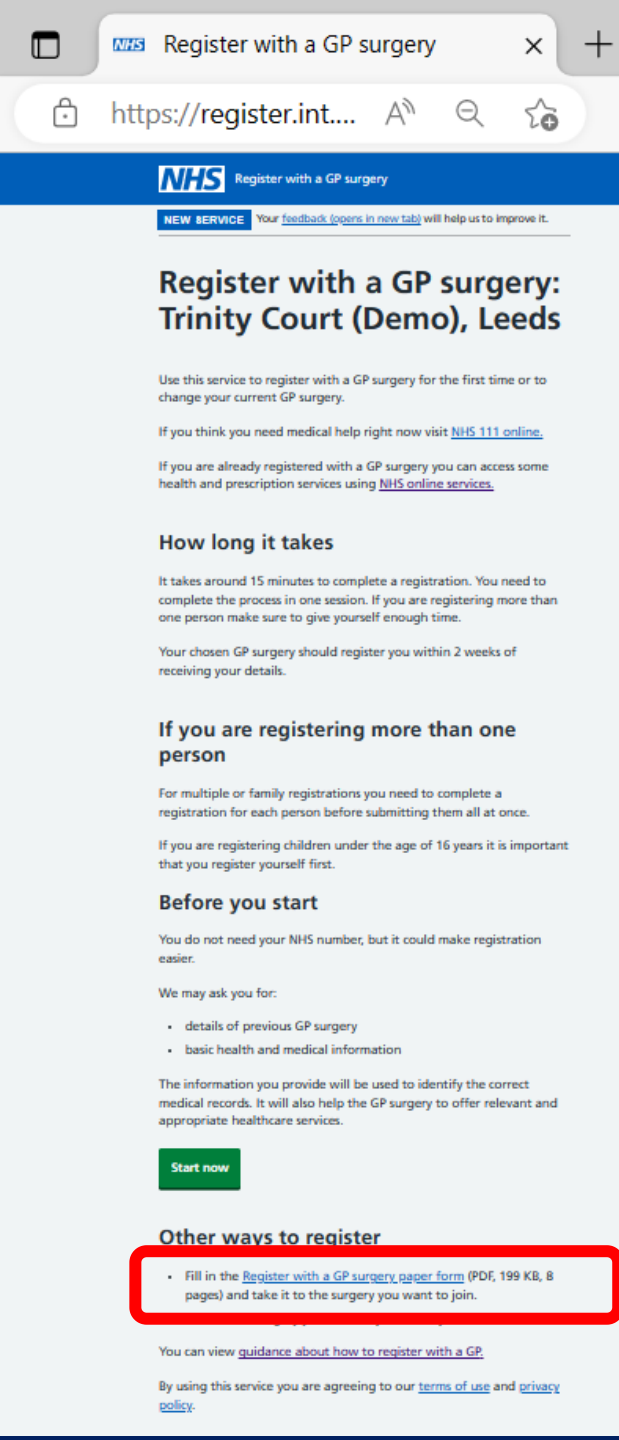 NHS Register with a GP surgery
https://register.int....
NHS Register with a GP surgery
NEW SERVICE Your feedback (opens in new tab) will help us to improve it.
Register with a GP surgery:
Trinity Court (Demo), Leeds
Use this service to register with a GP surgery for the first time or to
change your current GP surgery.
If you think you need medical help right now visit NHS 111 online.
If you are already registered with a GP surgery you can access some
health and prescription services using NHS online services.
How long it takes
It takes around 15 minutes to complete a registration. You need to
complete the process in one session. If you are registering more than
one person make sure to give yourself enough time.
Your chosen GP surgery should register you within 2 weeks of
receiving your details.
If you are registering more than one
person
For multiple or family registrations you need to complete a
registration for each person before submitting them all at once.
If you are registering children under the age of 16 years it is important
that you register yourself first.
Before you start
You do not need your NHS number, but it could make registration
easier.
We may ask you for:
• details of previous GP surgery
• basic health and medical information
The information you provide will be used to identify the correct
medical records. It will also help the GP surgery to offer relevant and
appropriate healthcare services.
Start now
Other ways to register
• Fill in the Register with a GP surgery paper form (PDF, 199 KB, 8
pages) and take it to the surgery you want to join.
You can view guidance about how to register with a GP.
By using this service you are agreeing to our terms of use and privacy
policy.